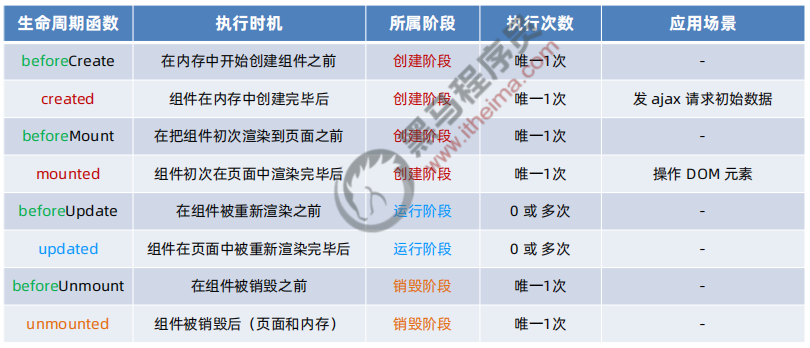 生命周期函数 执行时机 所属阶段 执行次数 应用场景
beforeCreate 在内存中开始创建组件之前 创建阶段 唯一1次 -
created 组件在内存中创建完毕后 创建阶段 唯一1次 发 ajax 请求初始数据
beforeMount 在把组件初次渲染到页面之前 创建阶段 唯一1次 -
mounted 组件初次在页面中渲染完毕后 创建阶段 唯一1次 操作 DOM 元素
beforeUpdate 在组件被重新渲染之前 运行阶段 0 或 多次 -
updated 组件在页面中被重新渲染完毕后 运行阶段 0 或 多次 -
beforeUnmount 在组件被销毁之前 销毁阶段 唯一1次 -
unmounted 组件被销毁后（页面和内存） 销毁阶段 唯一1次 -
黑马程序员
www.itheima.com